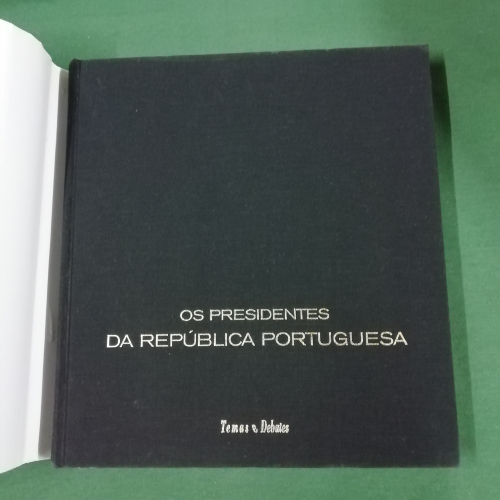 OS PRESIDENTES
DA REPÚBLICA PORTUGUESA
Temas e Debates